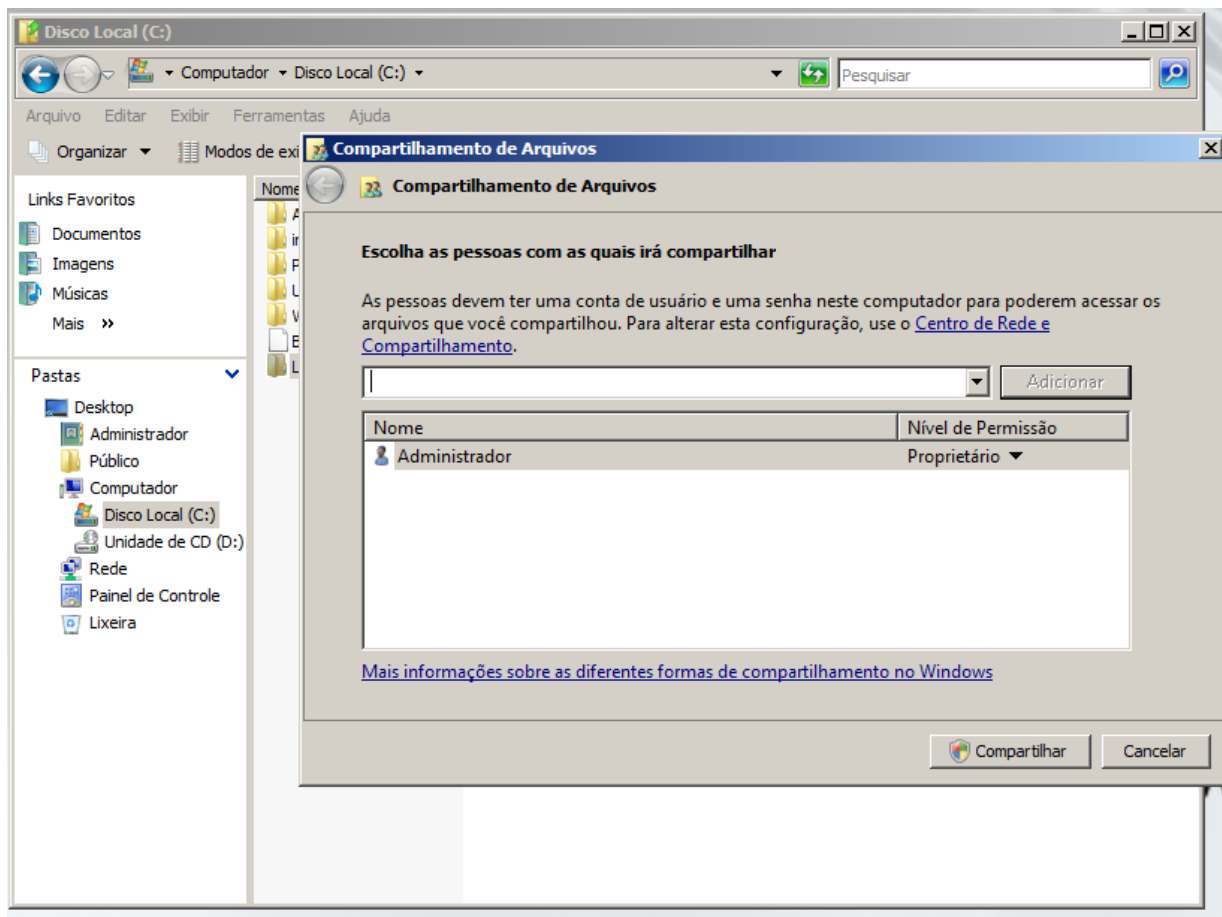 Disco Local (C:)
Computador Disco Local (C:)
Pesquisar
Arquivo Editar Exibir Ferramentas Ajuda
Organizar Modos de exi
Compartilhamento de Arquivos
Compartilhamento de Arquivos
Links Favoritos
Documentos
Imagens
Músicas
Mais »
Pastas
Desktop
Administrador
Público
Computador
Disco Local (C:)
Unidade de CD (D:)
Rede
Painel de Controle
Lixeira
Nome
Escolha as pessoas com as quais irá compartilhar
As pessoas devem ter uma conta de usuário e uma senha neste computador para poderem acessar os
arquivos que você compartilhou. Para alterar esta configuração, use o Centro de Rede e
Compartilhamento.
Adicionar
Nome Nível de Permissão
Administrador Proprietário
Mais informações sobre as diferentes formas de compartilhamento no Windows
Compartilhar Cancelar